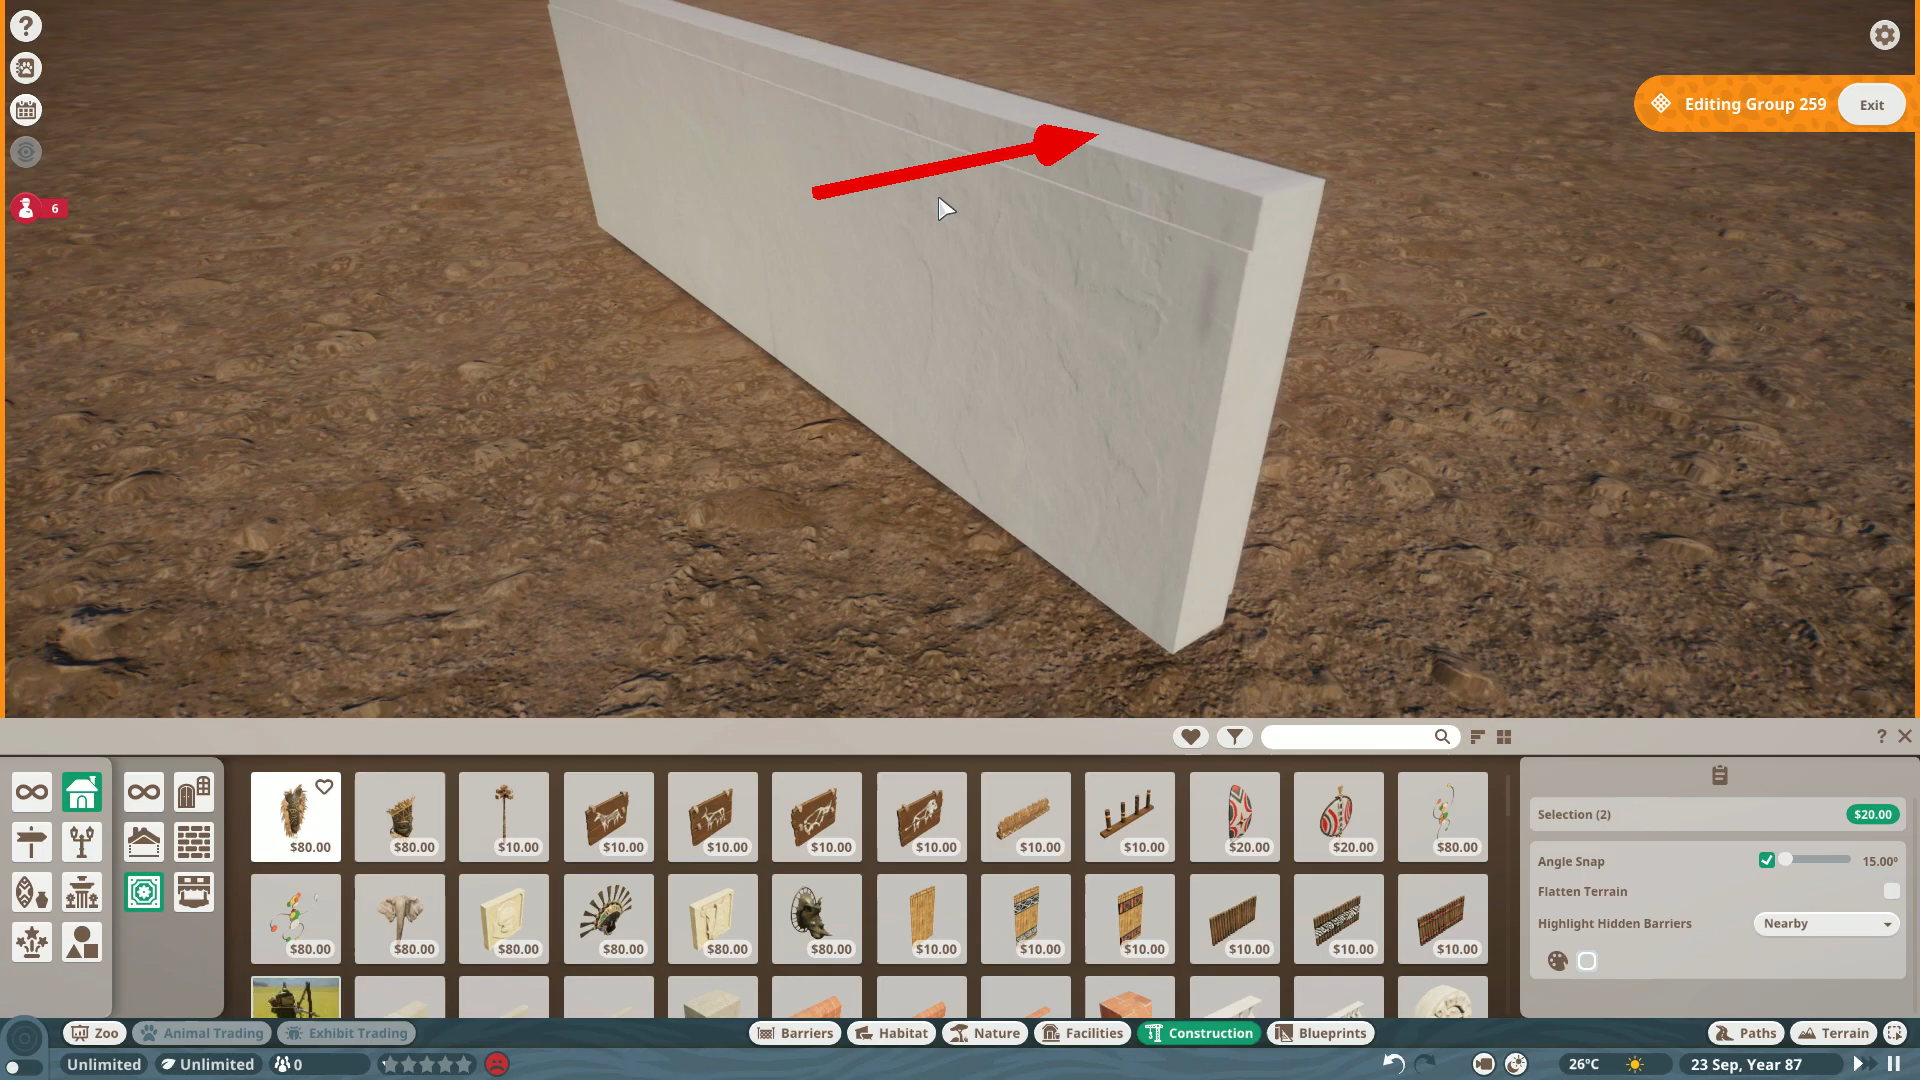 ?
Editing Group 259
Exit
6
?
$80.00
$80.00
$10.00
$10.00
$10.00
$10.00
$10.00
$10.00
$10.00
$20.00
$20.00
$80.00
$80.00
$80.00
$80.00
$80.00
$80.00
$80.00
$10.00
$10.00
$10.00
$10.00
$10.00
$10.00
Selection (2)
$20.00
Angle Snap
15.00°
Flatten Terrain
Highlight Hidden Barriers
Nearby
Zoo
Animal Trading
Exhibit Trading
Barriers
Habitat
Nature
Facilities
Construction
Blueprints
Paths
Terrain
Unlimited
Unlimited
0
26°C
23 Sep, Year 87